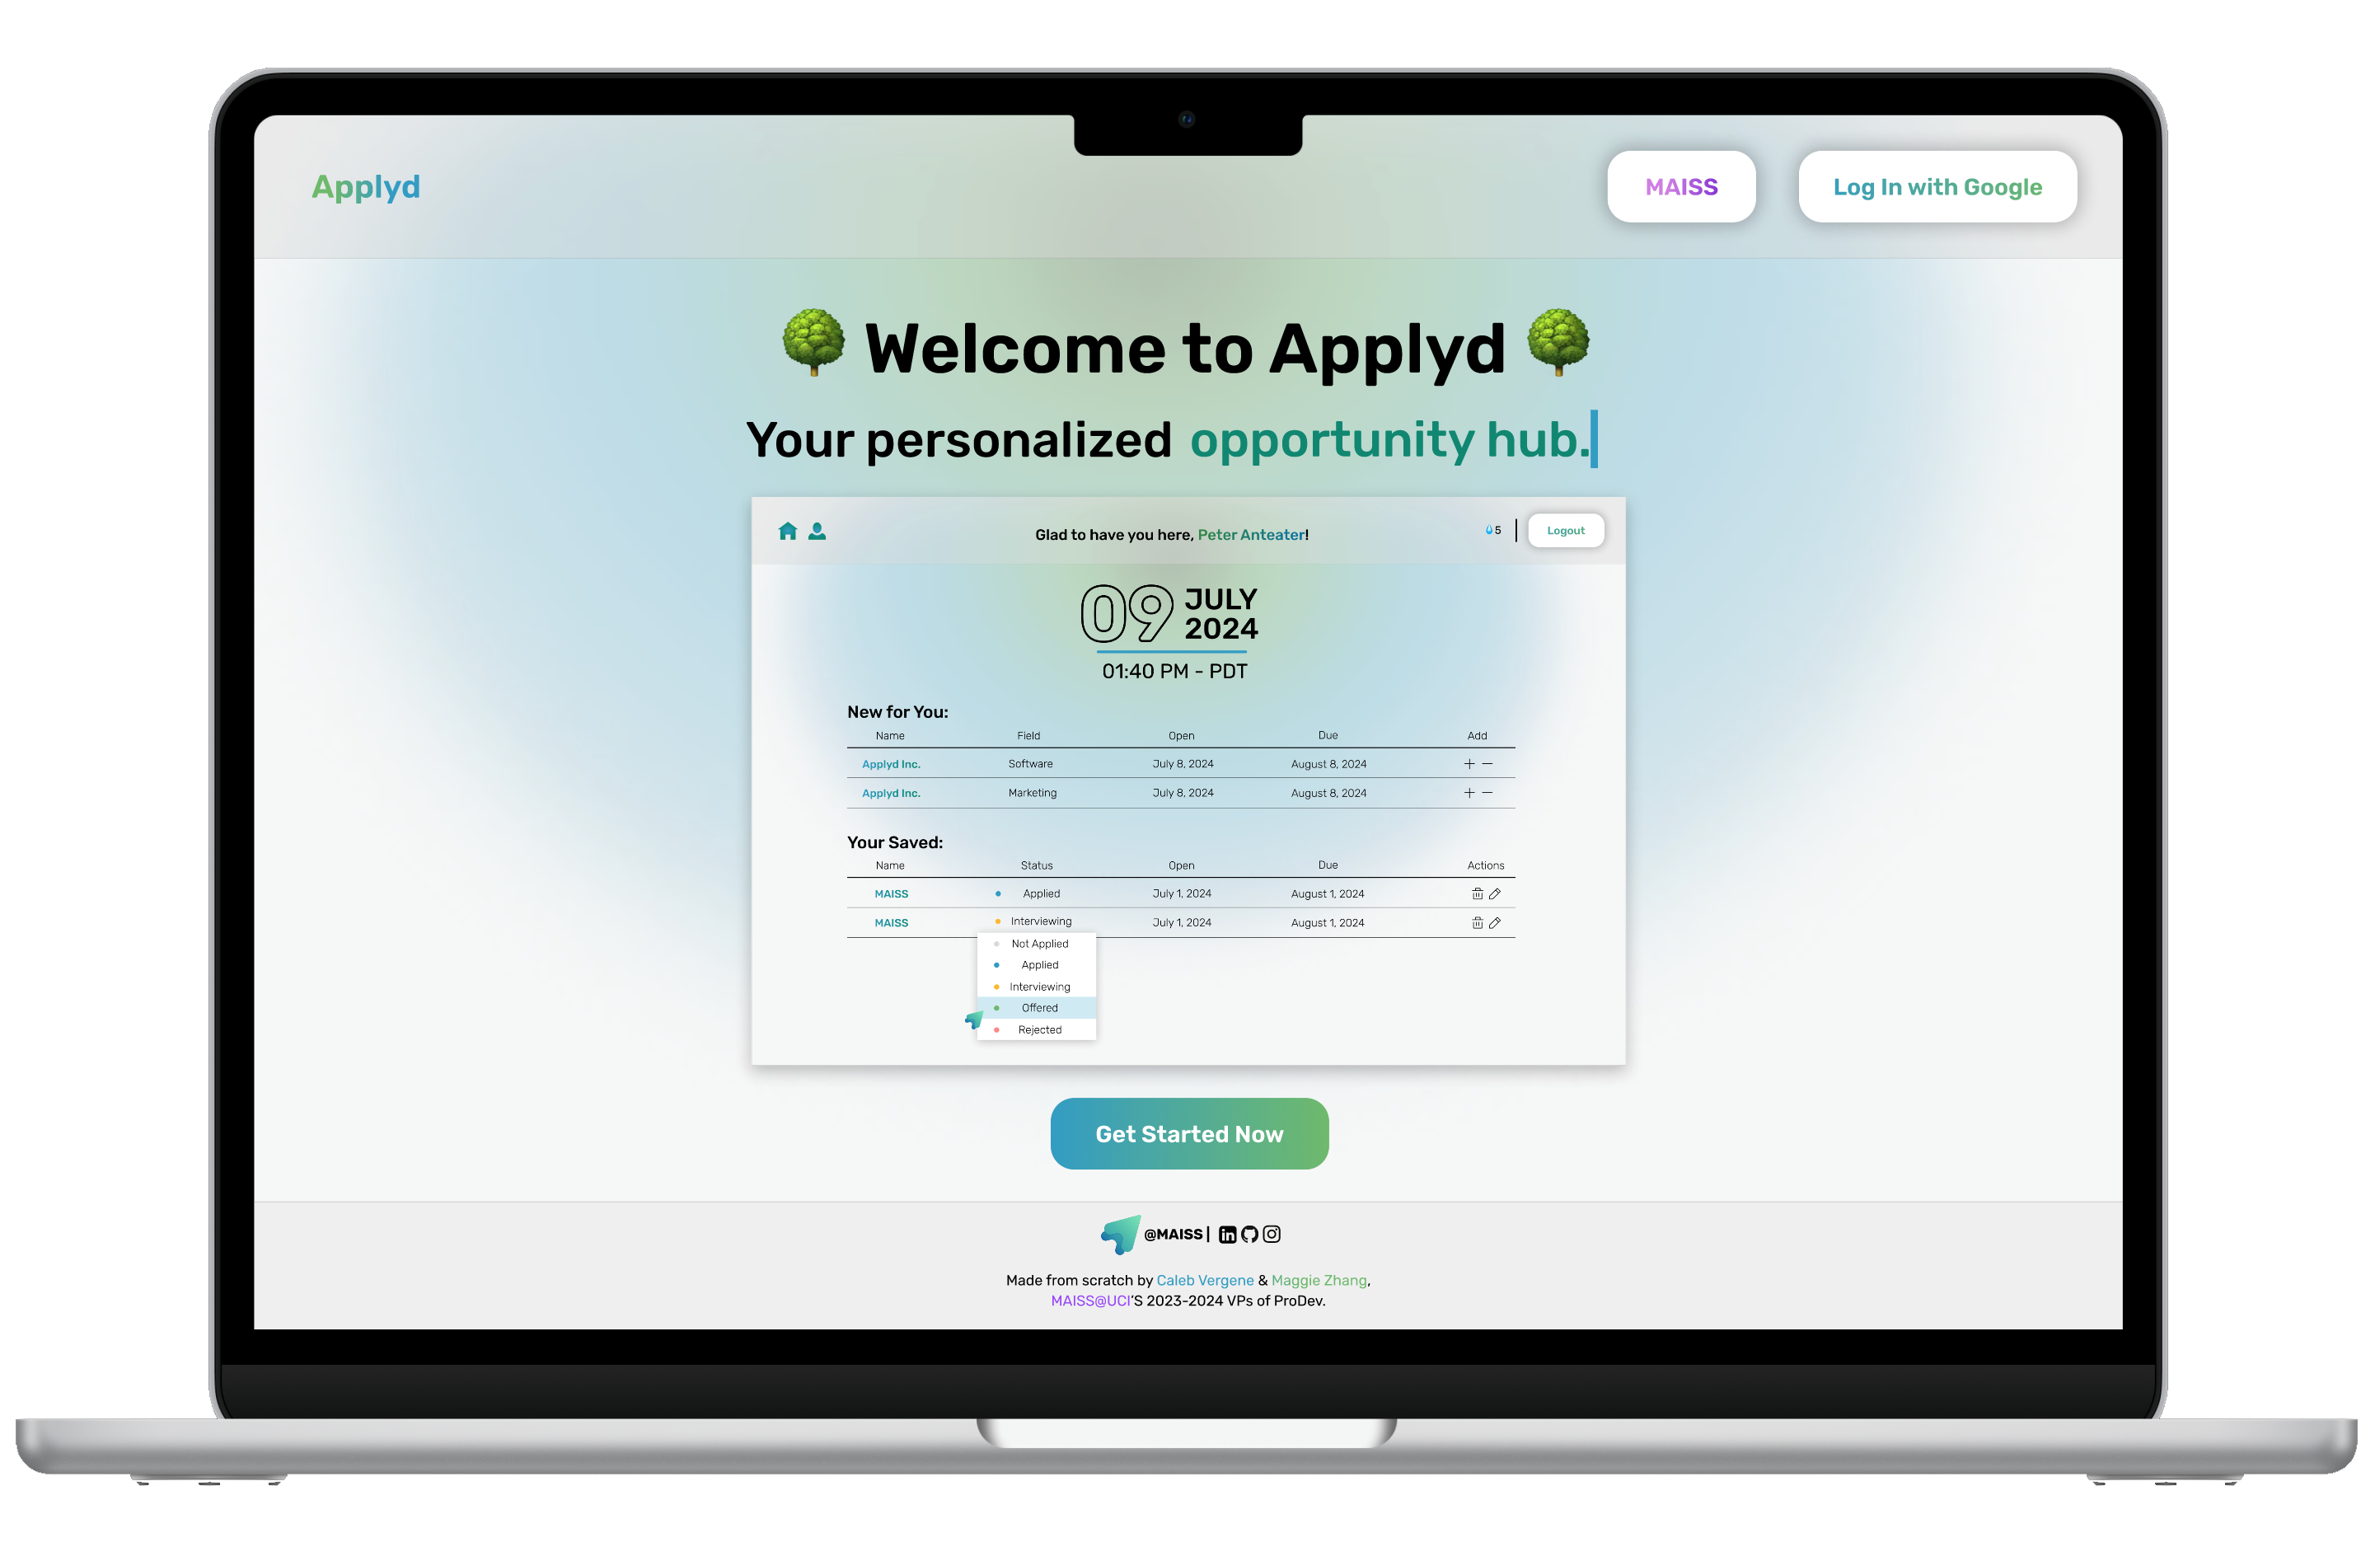 Applyd
MAISS
Log In with Google
Welcome to Applyd
Your personalized opportunity hub.
Glad to have you here, Peter Anteater!
5
Logout
09 JULY
2024
01:40 PM - PDT
New for You:
Name Field Open Due Add
Applyd Inc. Software July 8, 2024 August 8, 2024
Applyd Inc. Marketing July 8, 2024 August 8, 2024
Your Saved:
Name Status Open Due Actions
MAISS Applied July 1, 2024 August 1, 2024
MAISS Interviewing July 1, 2024 August 1, 2024
Not Applied
Applied
Interviewing
Offered
Rejected
Get Started Now
@MAISS |
Made from scratch by Caleb Vergene & Maggie Zhang,
MAISS@UCI'S 2023-2024 VPs of ProDev.